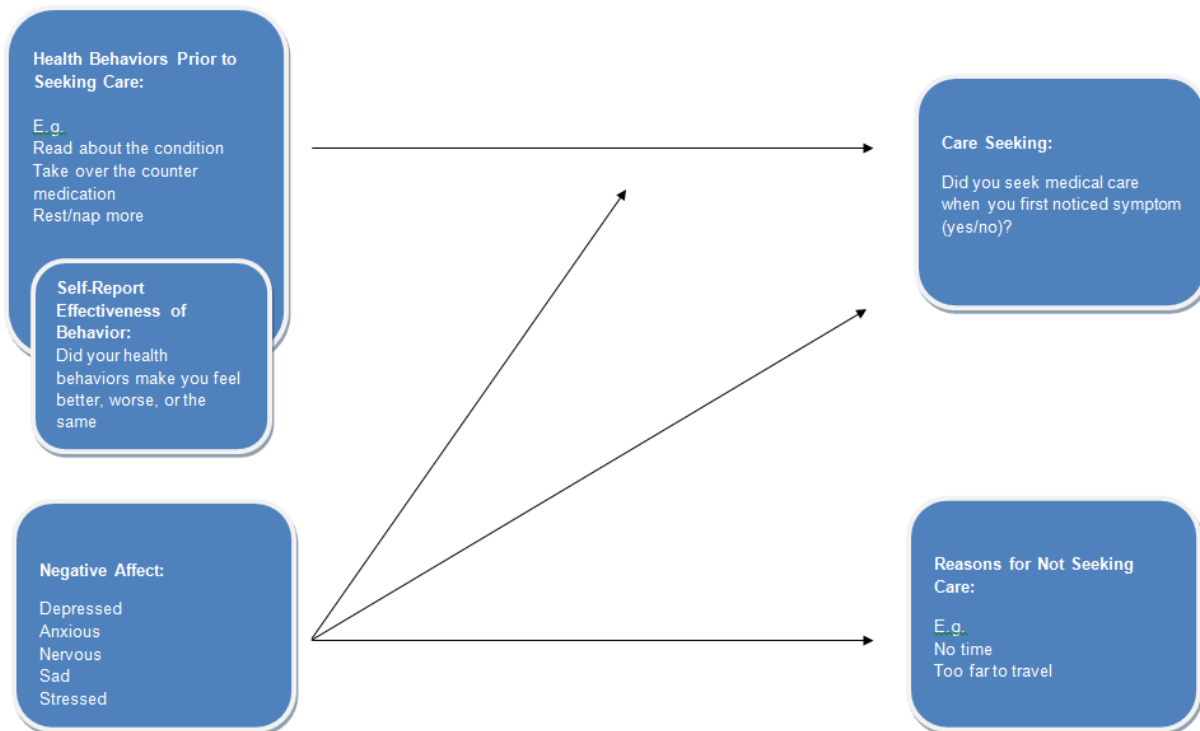 Health Behaviors Prior to
Seeking Care:
E.g.
Read about the condition
Take over the counter
medication
Rest/nap more
Self-Report
Effectiveness of
Behavior:
Did your health
behaviors make you feel
better, worse, or the
same
Negative Affect:
Depressed
Anxious
Nervous
Sad
Stressed
Care Seeking:
Did you seek medical care
when you first noticed symptom
(yes/no)?
Reasons for Not Seeking
Care:
E.g.
No time
Too far to travel